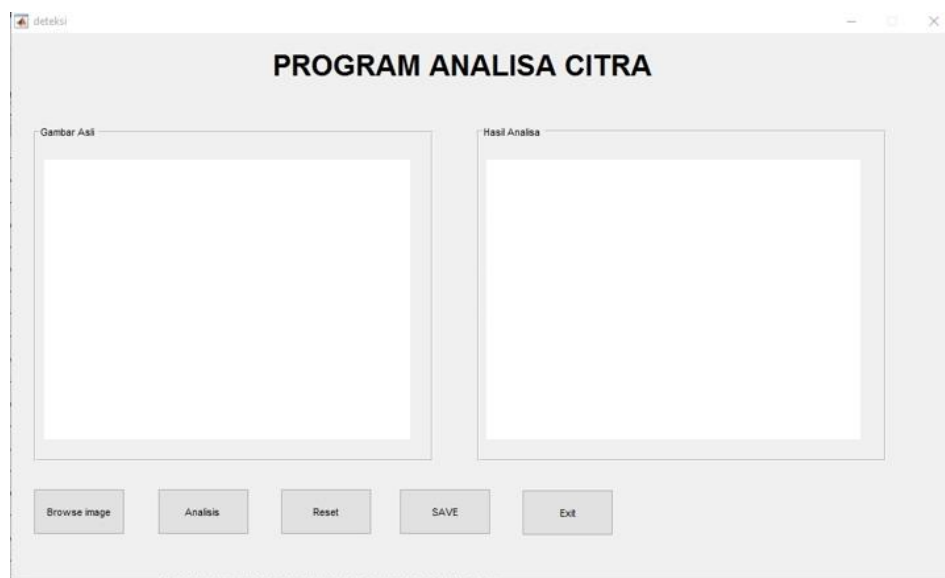 deteksi
PROGRAM ANALISA CITRA
Gambar Asli
Hasil Analisa
Browse image
Analisis
Reset
SAVE
Exit